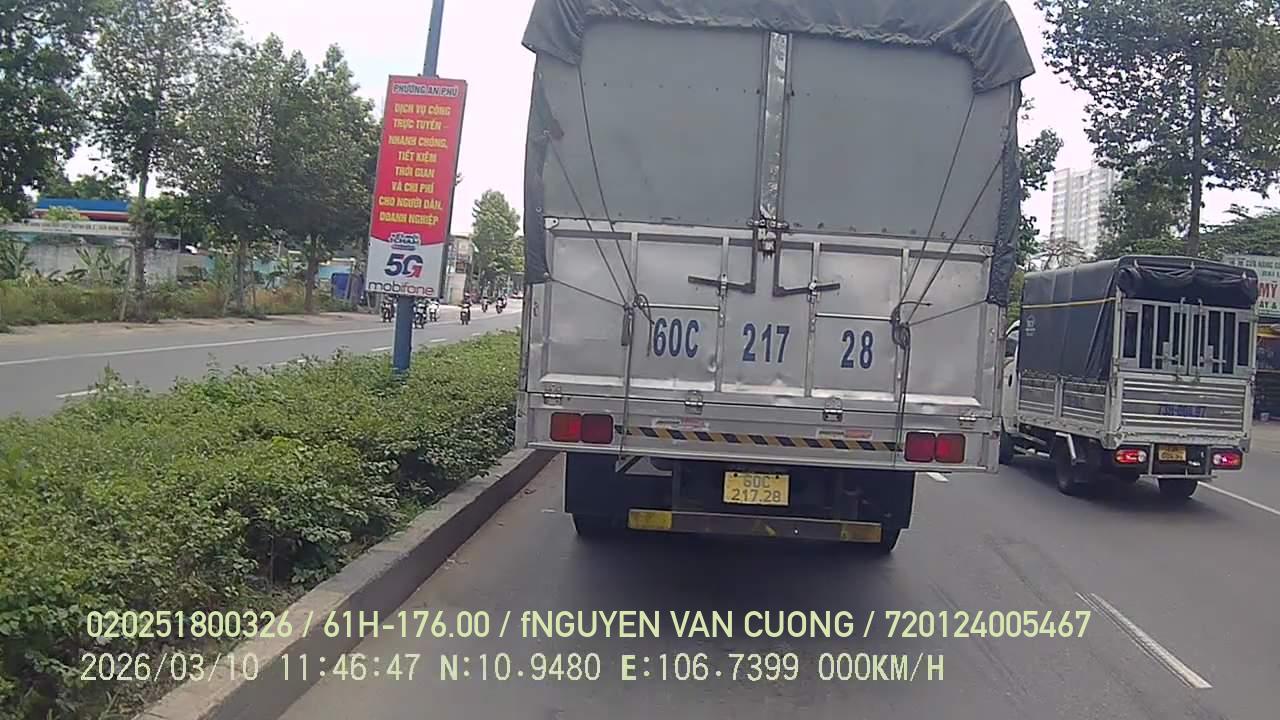 PHƯỜNG AN PHÚ
DỊCH VỤ CÔNG
TRỰC TUYẾN -
NHANH CHÓNG,
TIẾT KIỆM
THỜI GIAN
VÀ CHI PHÍ
CHO NGƯỜI DÂN,
DOANH NGHIỆP
5G
mobifone
60C 217 28
60C
217.28
MY
020251800326 / 61H-176.00 / fNGUYEN VAN CUONG / 720124005467
2026/03/10 11:46:47 N:10.9480 E:106.7399 000KM/H